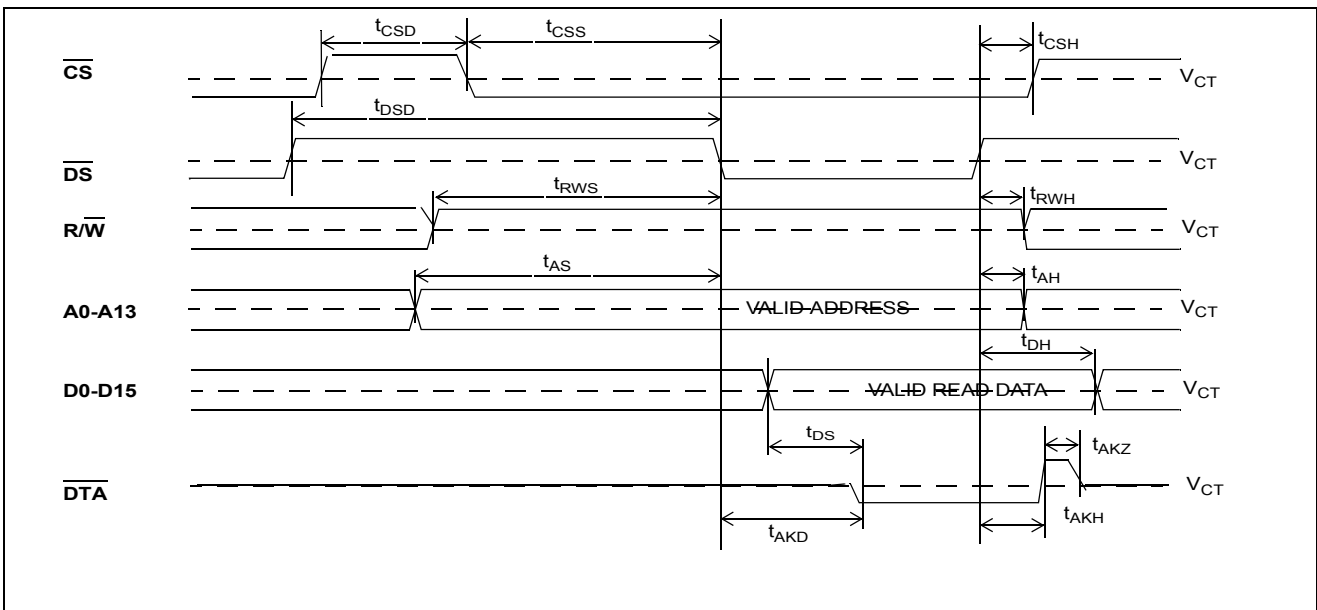 tCSD
tCSS
tCSH
CS
VCT
tDSD
DS
VCT
tRWS
tRWH
R/W
VCT
tAS
tAH
A0-A13
VALID ADDRESS
VCT
tDH
D0-D15
VALID READ DATA
VCT
tDS
tAKZ
DTA
VCT
tAKD
tAKH